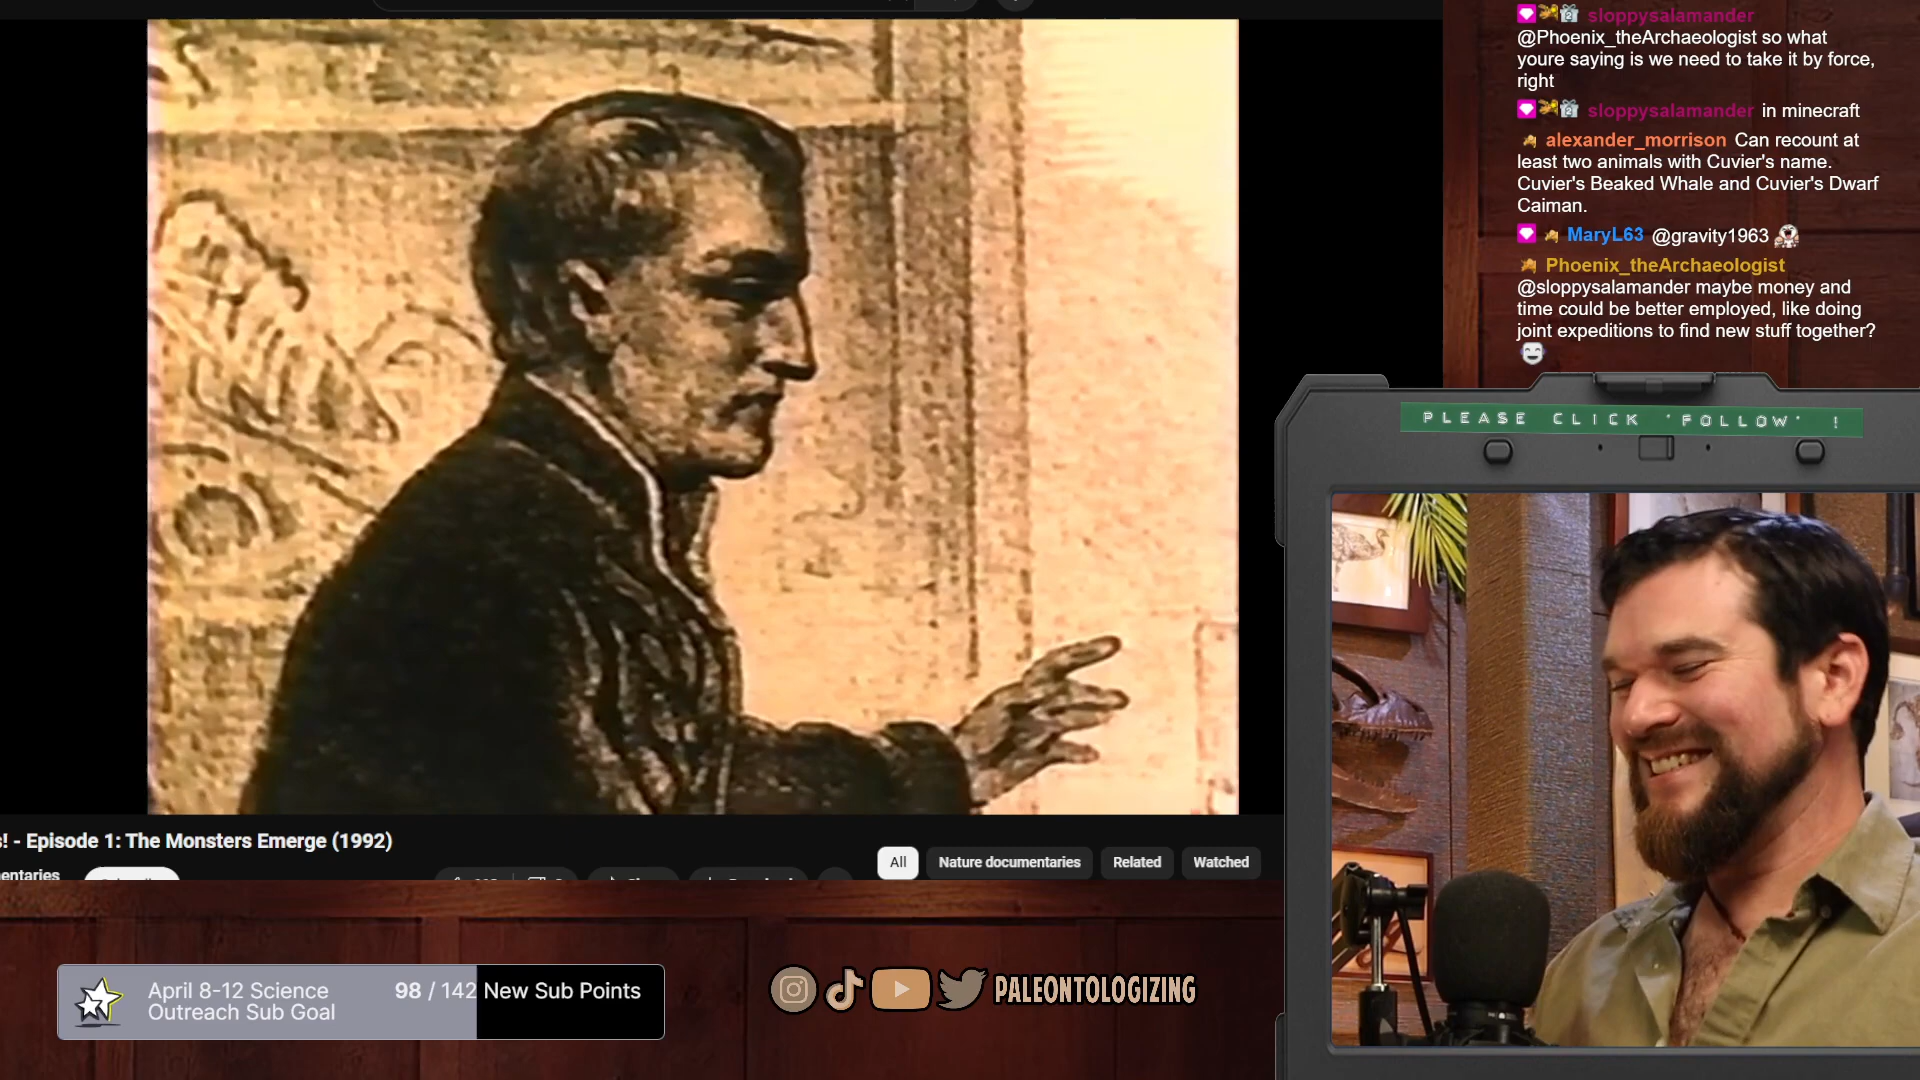 sloppysalamander
@Phoenix_theArchaeologist so what
youre saying is we need to take it by force,
right
sloppysalamander in minecraft
alexander_morrison Can recount at
least two animals with Cuvier's name.
Cuvier's Beaked Whale and Cuvier's Dwarf
Caiman.
MaryL63 @gravity1963
Phoenix_theArchaeologist
@sloppysalamander maybe money and
time could be better employed, like doing
joint expeditions to find new stuff together?
PLEASE CLICK 'FOLLOW' !
! - Episode 1: The Monsters Emerge (1992)
entaries
All
Nature documentaries
Related
Watched
April 8-12 Science
Outreach Sub Goal
98 / 142 New Sub Points
PALEONTOLOGIZING